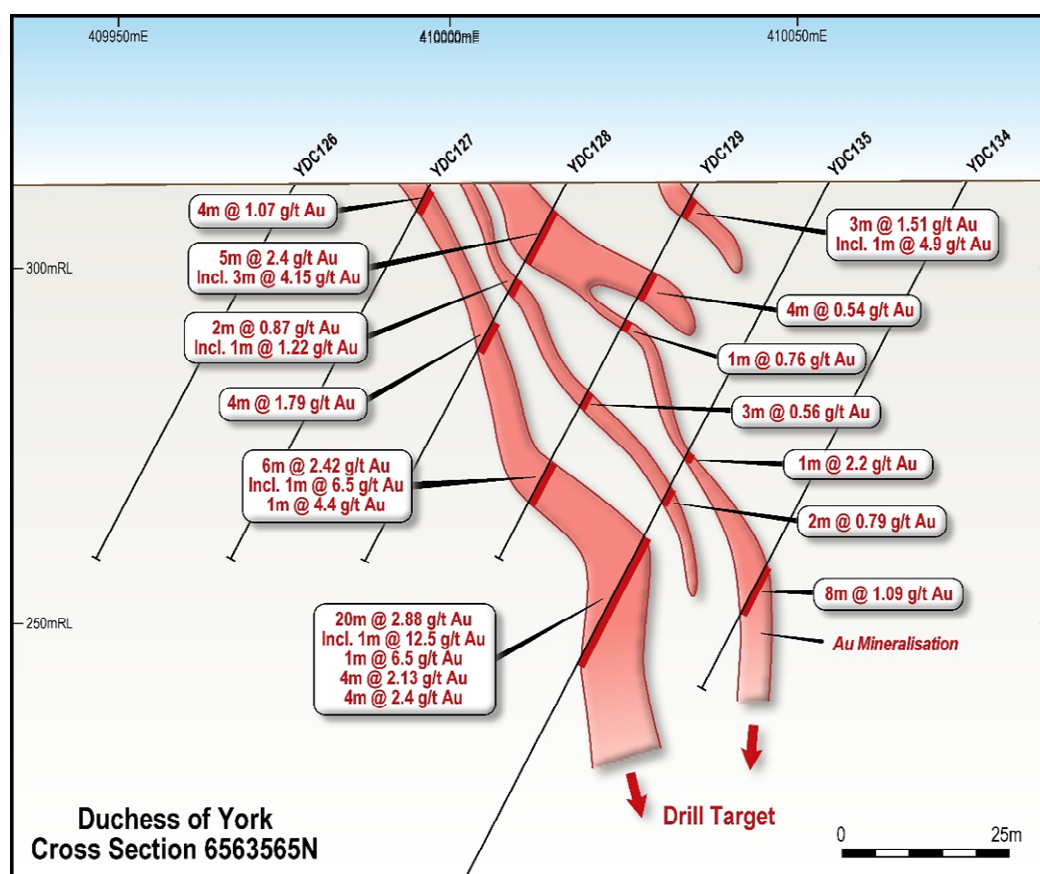 409950mE
410000mE
410050mE
YDC126
YDC127
YDC128
YDC129
YDC135
YDC134
4m @ 1.07 g/t Au
3m @ 1.51 g/t Au
Incl. 1m @ 4.9 g/t Au
5m @ 2.4 g/t Au
Incl. 3m @ 4.15 g/t Au
300mRL
4m @ 0.54 g/t Au
2m @ 0.87 g/t Au
Incl. 1m @ 1.22 g/t Au
1m @ 0.76 g/t Au
4m @ 1.79 g/t Au
3m @ 0.56 g/t Au
6m @ 2.42 g/t Au
Incl. 1m @ 6.5 g/t Au
1m @ 4.4 g/t Au
1m @ 2.2 g/t Au
2m @ 0.79 g/t Au
8m @ 1.09 g/t Au
250mRL
20m @ 2.88 g/t Au
Incl. 1m @ 12.5 g/t Au
1m @ 6.5 g/t Au
4m @ 2.13 g/t Au
4m @ 2.4 g/t Au
Au Mineralisation
Drill Target
Duchess of York
Cross Section 6563565N
0 25m